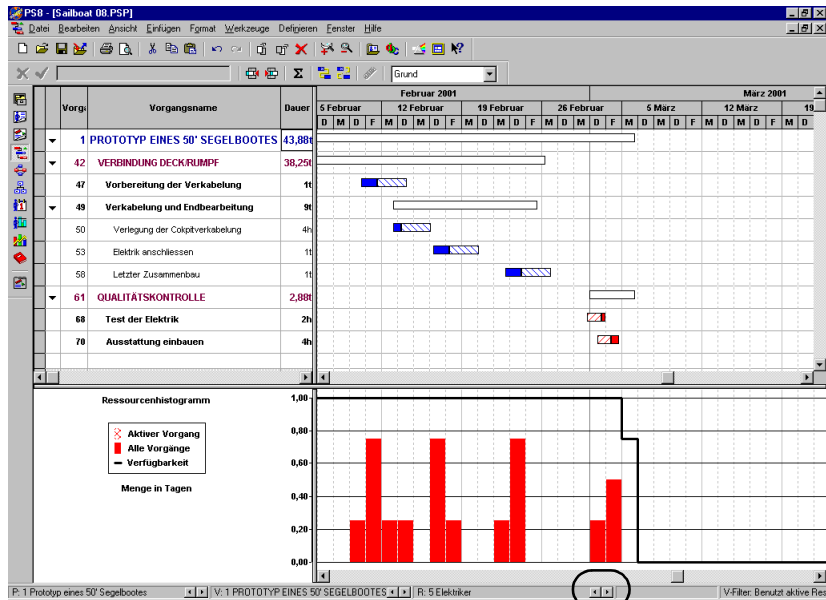 PS8 - [Sailboat 08.PSP]
Datei Bearbeiten Ansicht Einfügen Format Werkzeuge Definieren Fenster Hilfe
Σ Grund
Vorga Vorgangsname Dauer
Februar 2001 März 2001
5 Februar 12 Februar 19 Februar 26 Februar 5 März 12 März 19
D M D F M D M D F M D M D F M D M D F M D M D F M D M D F M D
1 PROTOTYP EINES 50' SEGELBOOTES 43,88t
42 VERBINDUNG DECK/RUMPF 38,25t
47 Vorbereitung der Verkabelung 1t
49 Verkabelung und Endbearbeitung 9t
50 Verlegung der Cokpitverkabelung 4h
53 Elektrik anschliessen 1t
58 Letzter Zusammenbau 1t
61 QUALITÄTSKONTROLLE 2,88t
68 Test der Elektrik 2h
70 Ausstattung einbauen 4h
Ressourcenhistogramm
Aktiver Vorgang
Alle Vorgänge
Verfügbarkeit
Menge in Tagen
1,00
0,80
0,60
0,40
0,20
0,00
P: 1 Prototyp eines 50' Segelbootes V: 1 PROTOTYP EINES 50' SEGELBOOTES R: 5 Elektriker V-Filter: Benutzt aktive Res